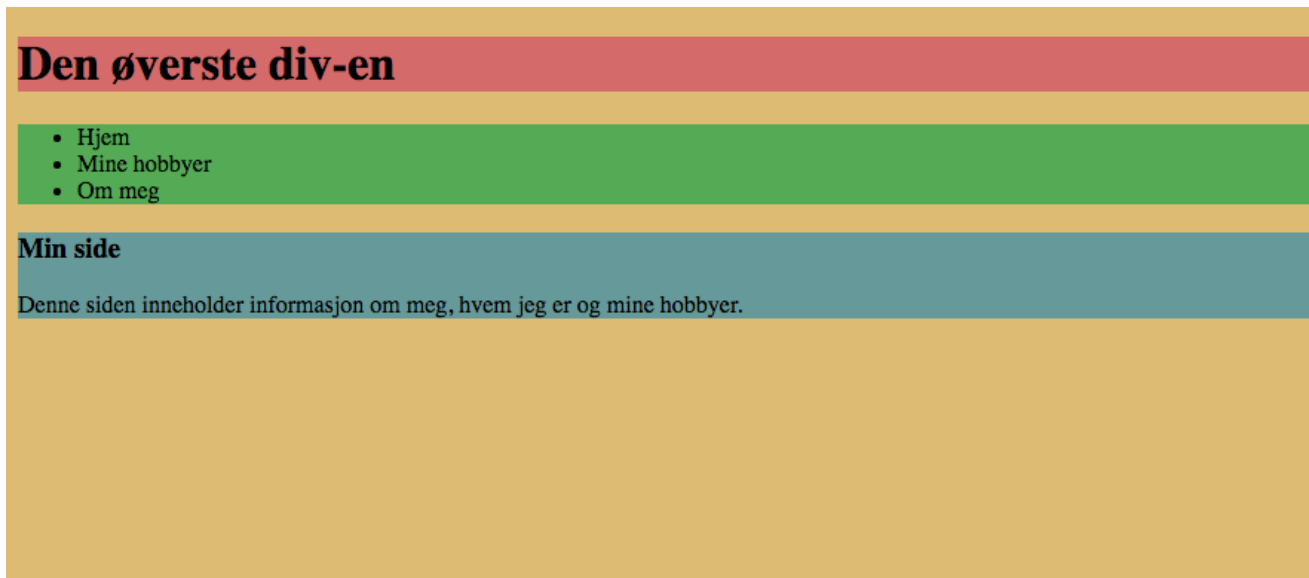 Den øverste div-en
Hjem
Mine hobbyer
Om meg
Min side
Denne siden inneholder informasjon om meg, hvem jeg er og mine hobbyer.